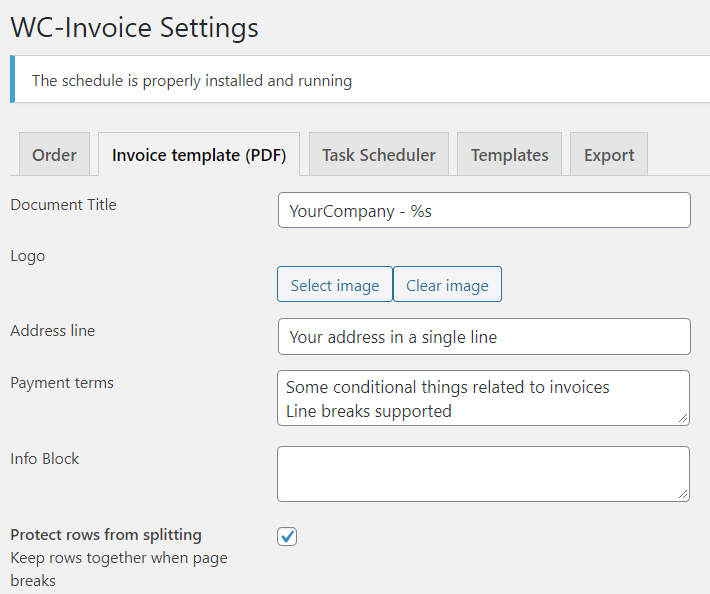 WC-Invoice Settings
The schedule is properly installed and running
Order
Invoice template (PDF)
Task Scheduler
Templates
Export
Document Title
YourCompany - %s
Logo
Select image
Clear image
Address line
Your address in a single line
Payment terms
Some conditional things related to invoices
Line breaks supported
Info Block
Protect rows from splitting
Keep rows together when page
breaks